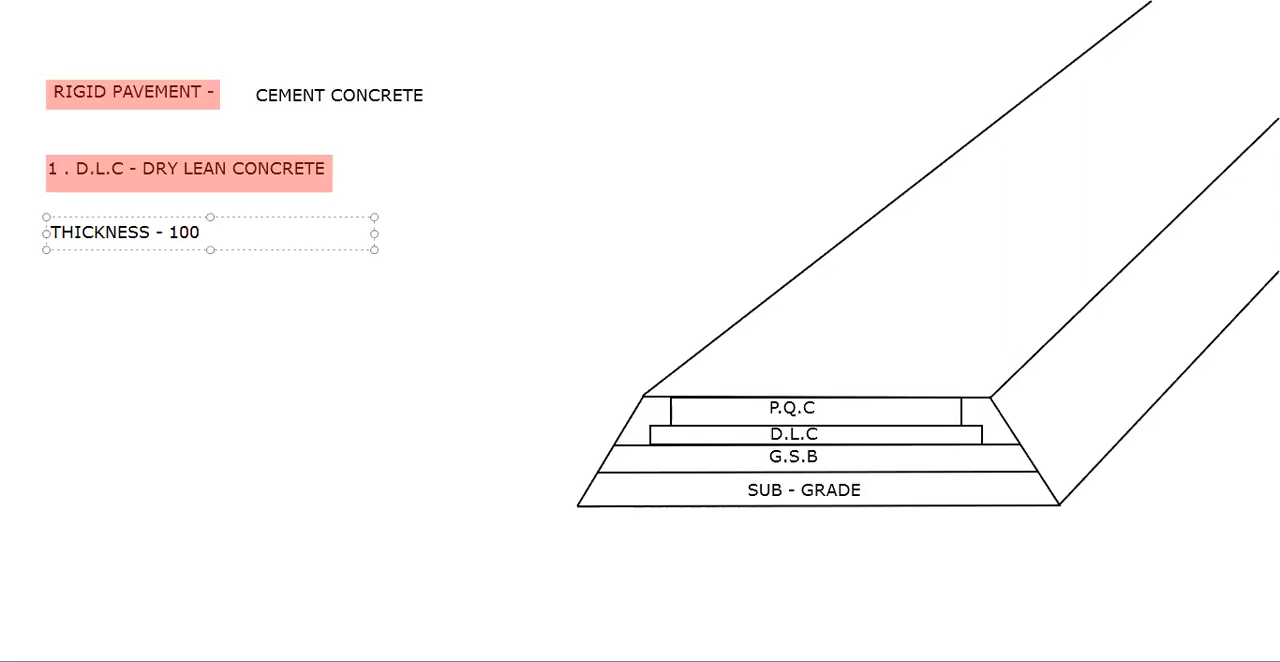 RIGID PAVEMENT - CEMENT CONCRETE
1 . D.L.C - DRY LEAN CONCRETE
THICKNESS - 100
P.Q.C
D.L.C
G.S.B
SUB - GRADE